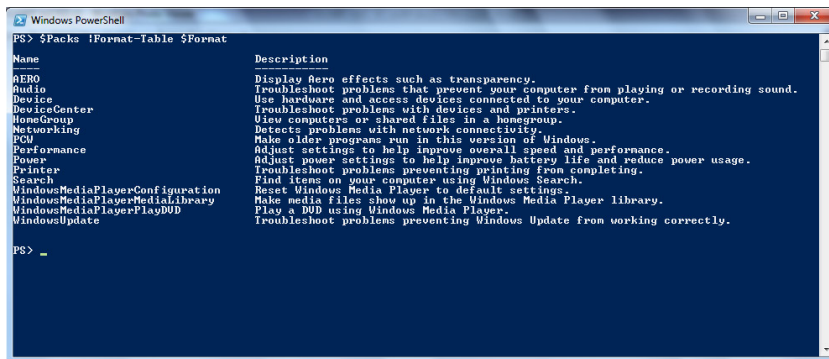 Windows PowerShell
PS> $Packs |Format-Table $Format
Name Description
---- -----------
AERO Display Aero effects such as transparency.
Audio Troubleshoot problems that prevent your computer from playing or recording sound.
Device Use hardware and access devices connected to your computer.
DeviceCenter Troubleshoot problems with devices and printers.
HomeGroup View computers or shared files in a homegroup.
Networking Detects problems with network connectivity.
PCW Make older programs run in this version of Windows.
Performance Adjust settings to help improve overall speed and performance.
Power Adjust power settings to help improve battery life and reduce power usage.
Printer Troubleshoot problems preventing printing from completing.
Search Find items on your computer using Windows Search.
WindowsMediaPlayerConfiguration Reset Windows Media Player to default settings.
WindowsMediaPlayerMediaLibrary Make media files show up in the Windows Media Player library.
WindowsMediaPlayerPlayDVD Play a DVD using Windows Media Player.
WindowsUpdate Troubleshoot problems preventing Windows Update from working correctly.
PS> _